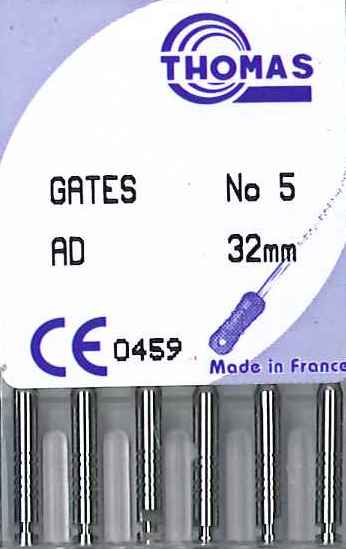 THOMAS
GATES No 5
AD 32mm
CE 0459
Made in France